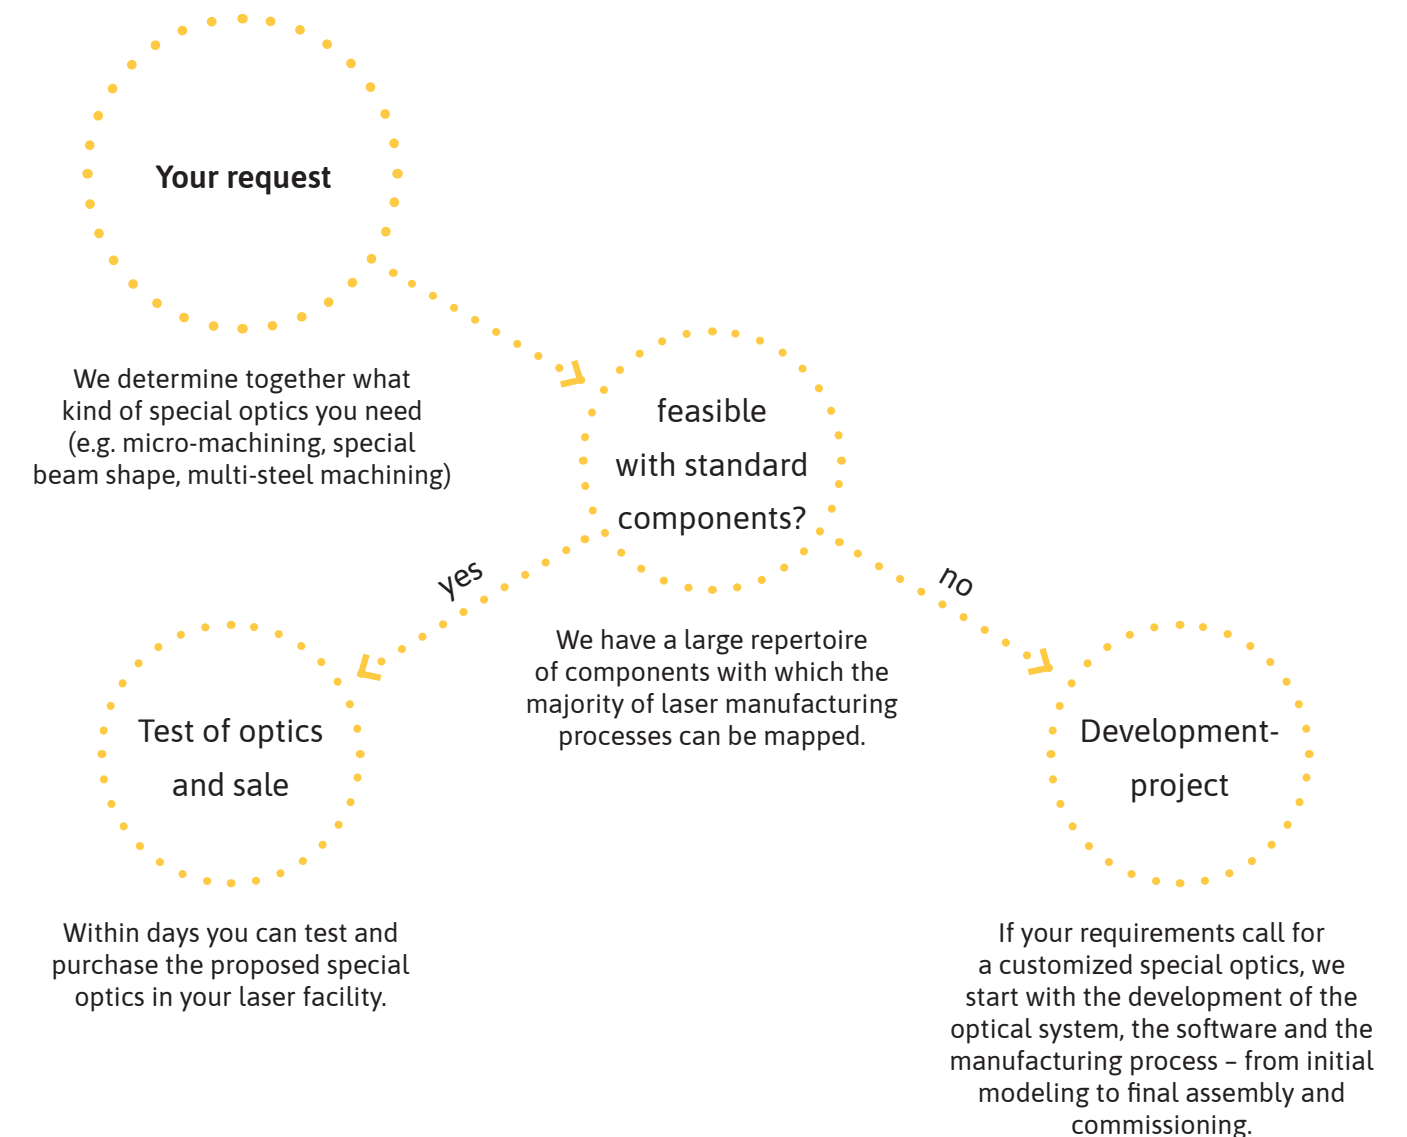 Your request
We determine together what
kind of special optics you need
(e.g. micro-machining, special
beam shape, multi-steel machining)
feasible
with standard
components?
We have a large repertoire
of components with which the
majority of laser manufacturing
processes can be mapped.
yes
no
Test of optics
and sale
Within days you can test and
purchase the proposed special
optics in your laser facility.
Development-
project
If your requirements call for
a customized special optics, we
start with the development of the
optical system, the software and the
manufacturing process – from initial
modeling to final assembly and
commissioning.